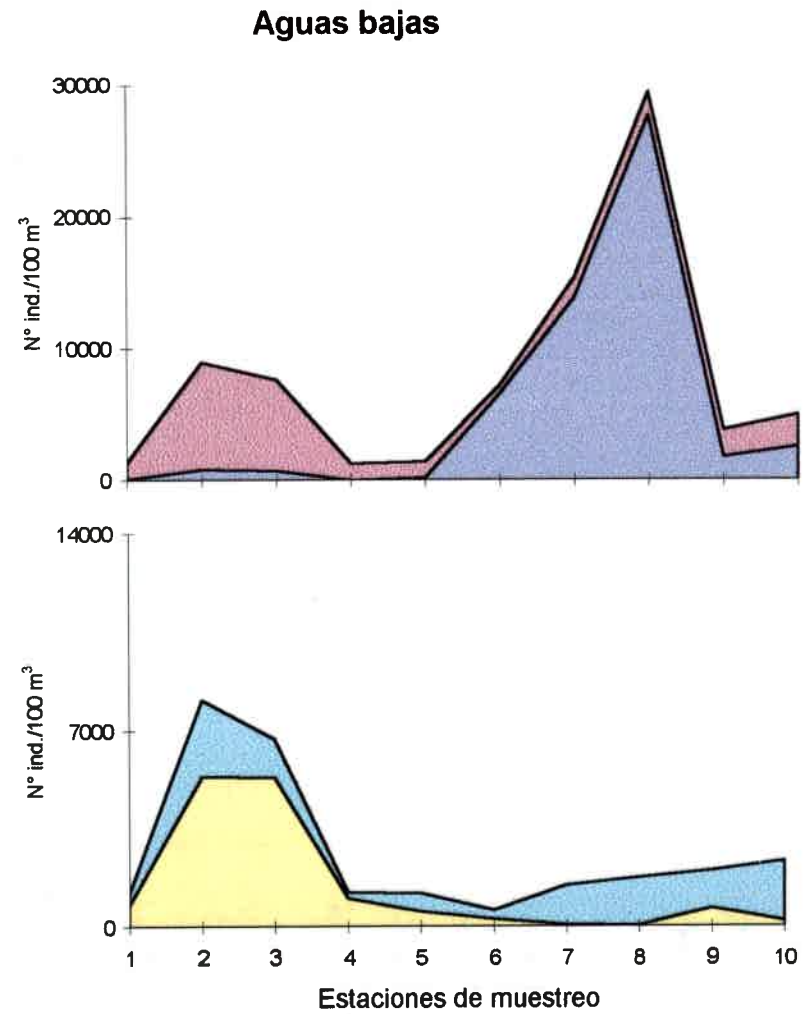 Aguas bajas
30000
20000
10000
0
N° ind./100 m³
14000
7000
0
N° ind./100 m³
1 2 3 4 5 6 7 8 9 10
Estaciones de muestreo